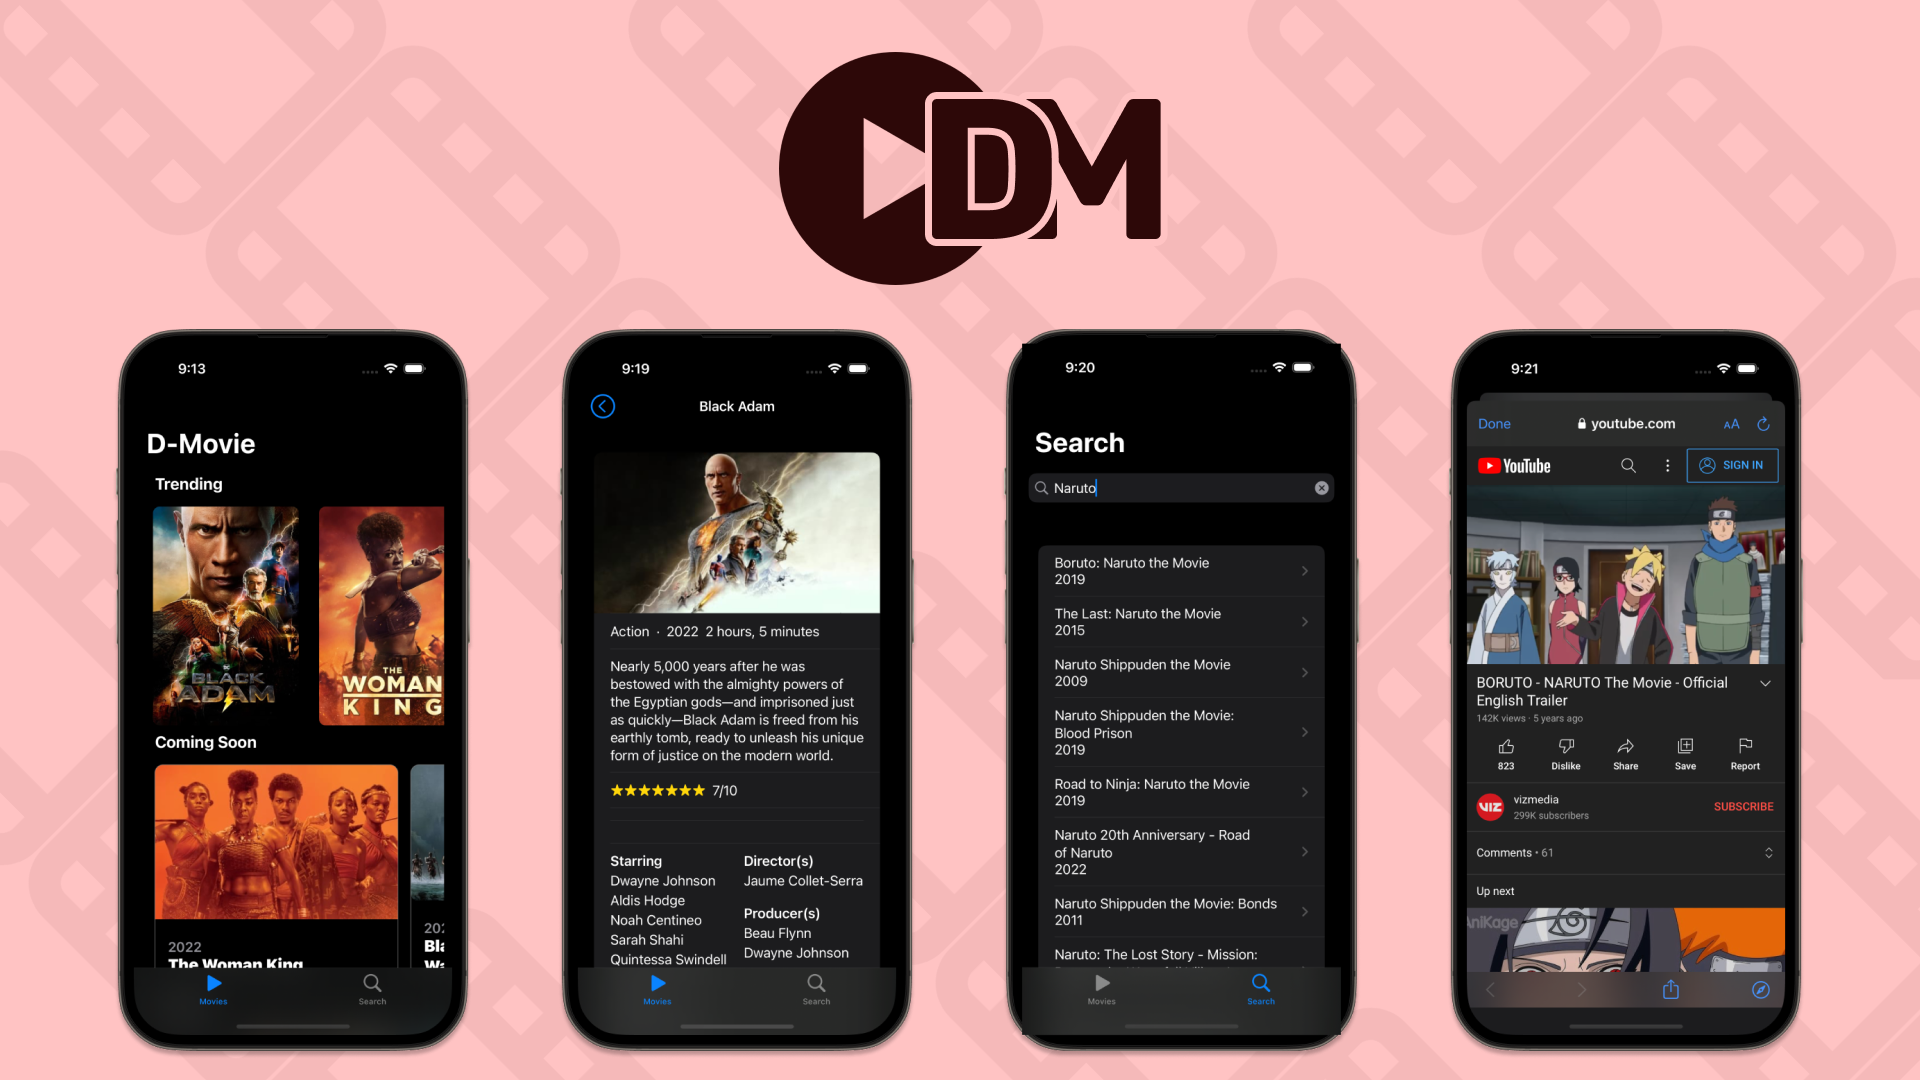 DM
9:13
D-Movie
Trending
BLACK
ADAM
THE
WOMAN
KING
Coming Soon
2022
The Woman King
202
Bla
Wa
Movies
Search
9:19
Black Adam
Action · 2022 2 hours, 5 minutes
Nearly 5,000 years after he was
bestowed with the almighty powers of
the Egyptian gods—and imprisoned just
as quickly—Black Adam is freed from his
earthly tomb, ready to unleash his unique
form of justice on the modern world.
★★★★★★★ 7/10
Starring
Dwayne Johnson
Aldis Hodge
Noah Centineo
Sarah Shahi
Quintessa Swindell
Director(s)
Jaume Collet-Serra
Producer(s)
Beau Flynn
Dwayne Johnson
Movies
Search
9:20
Search
Naruto
Boruto: Naruto the Movie
2019
The Last: Naruto the Movie
2015
Naruto Shippuden the Movie
2009
Naruto Shippuden the Movie:
Blood Prison
2019
Road to Ninja: Naruto the Movie
2019
Naruto 20th Anniversary - Road
of Naruto
2022
Naruto Shippuden the Movie: Bonds
2011
Naruto: The Lost Story - Mission:
Movies
Search
9:21
Done
youtube.com
AA
YouTube
SIGN IN
BORUTO - NARUTO The Movie - Official
English Trailer
142K views · 5 years ago
823
Dislike
Share
Save
Report
VIZ
vizmedia
299K subscribers
SUBSCRIBE
Comments • 61
Up next
AniKage